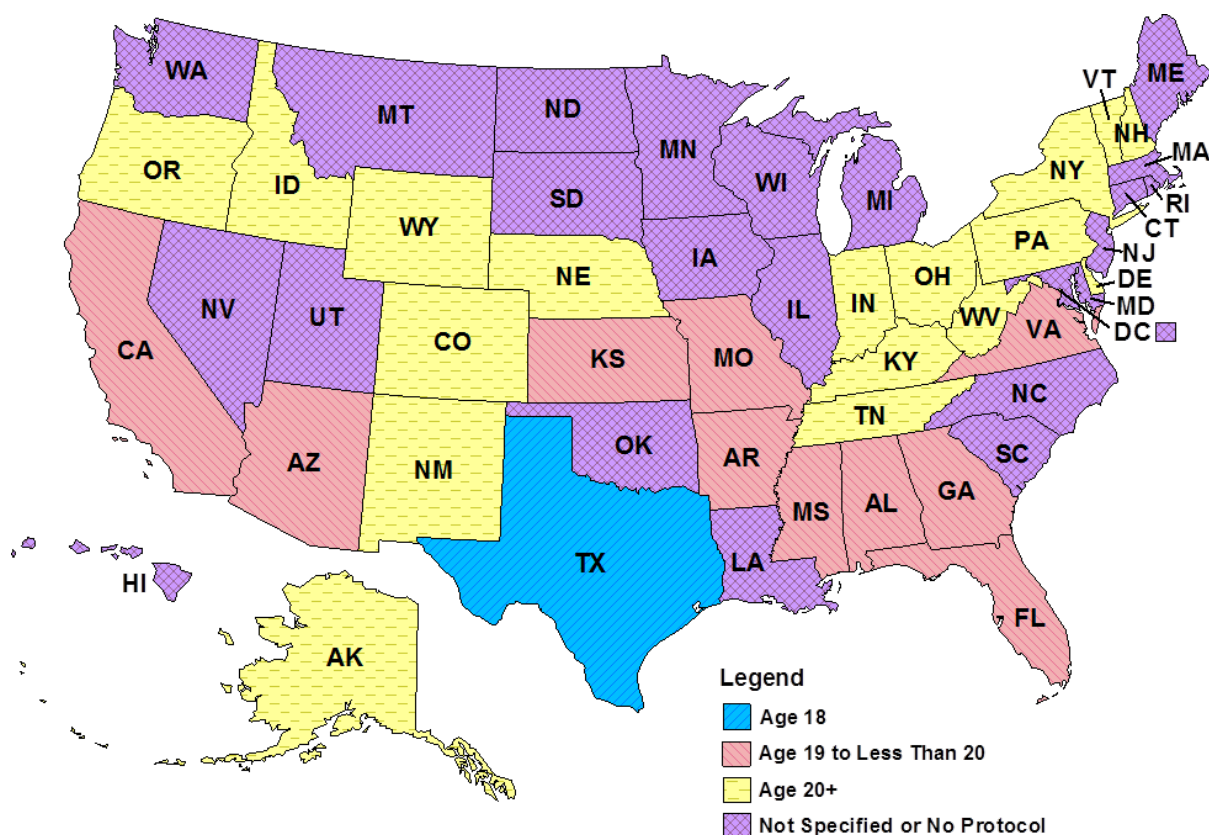 WA
MT
ND
MN
VT
ME
NH
MA
OR
ID
SD
WI
MI
NY
RI
CT
WY
IA
PA
NJ
NE
OH
DE
IN
MD
NV
UT
IL
WV
DC
CO
VA
CA
KS
MO
KY
NC
TN
OK
AR
SC
AZ
NM
GA
MS
AL
TX
LA
HI
FL
AK
Legend
Age 18
Age 19 to Less Than 20
Age 20+
Not Specified or No Protocol